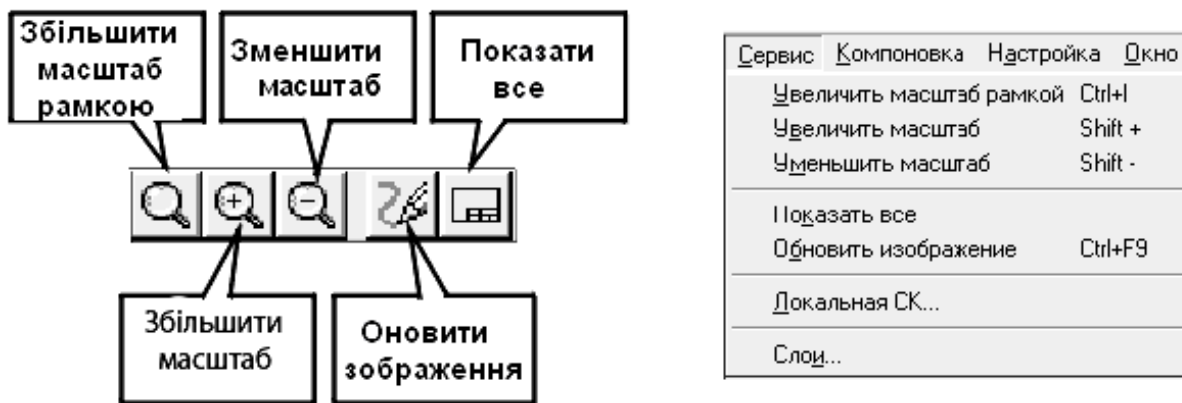 Збільшити
масштаб
рамкою
Зменшити
масштаб
Показати
все
Збільшити
масштаб
Оновити
зображення
Сервис Компоновка Настройка Окно
Увеличить масштаб рамкой Ctrl+I
Увеличить масштаб Shift +
Уменьшить масштаб Shift -
Показать все
Обновить изображение Ctrl+F9
Локальная СК...
Слои...